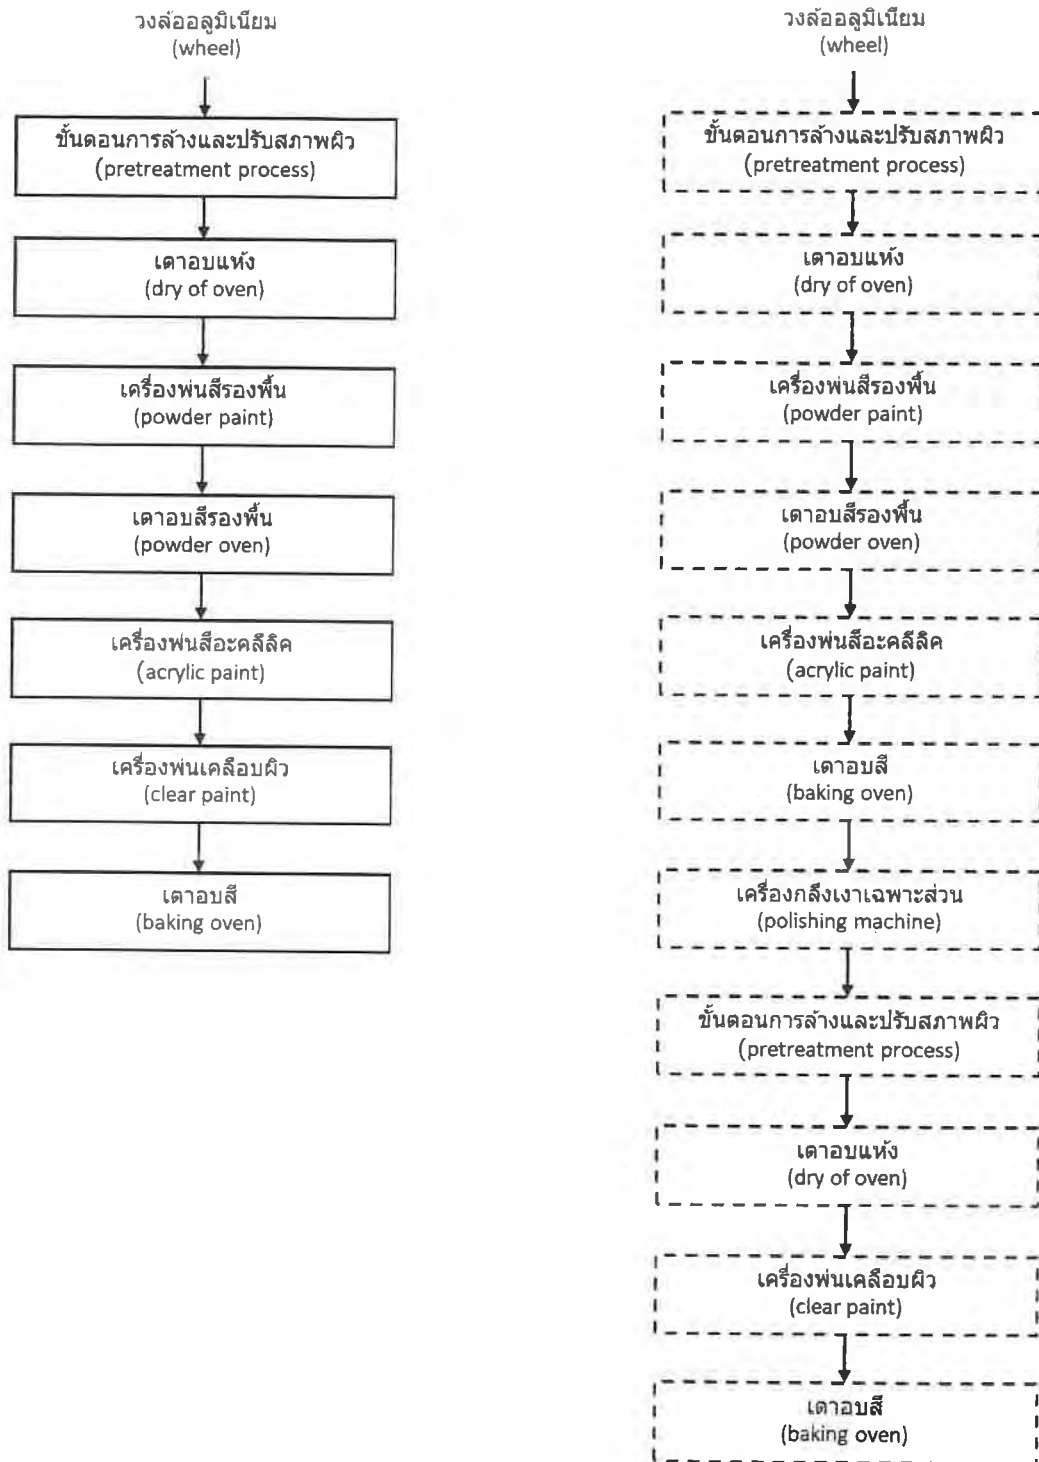 วงล้ออลูมิเนียม
(wheel)
ขั้นตอนการล้างและปรับสภาพผิว
(pretreatment process)
เตาอบแห้ง
(dry of oven)
เครื่องพ่นสีรองพื้น
(powder paint)
เตาอบสีรองพื้น
(powder oven)
เครื่องพ่นสีอะคลีลิค
(acrylic paint)
เครื่องพ่นเคลือบผิว
(clear paint)
เตาอบสี
(baking oven)
วงล้ออลูมิเนียม
(wheel)
ขั้นตอนการล้างและปรับสภาพผิว
(pretreatment process)
เตาอบแห้ง
(dry of oven)
เครื่องพ่นสีรองพื้น
(powder paint)
เตาอบสีรองพื้น
(powder oven)
เครื่องพ่นสีอะคลีลิค
(acrylic paint)
เตาอบสี
(baking oven)
เครื่องกลึงเงาเฉพาะส่วน
(polishing machine)
ขั้นตอนการล้างและปรับสภาพผิว
(pretreatment process)
เตาอบแห้ง
(dry of oven)
เครื่องพ่นเคลือบผิว
(clear paint)
เตาอบสี
(baking oven)